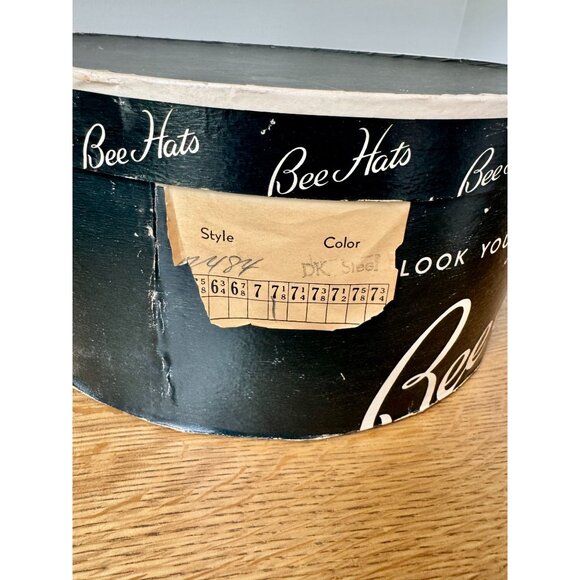 Bee Hats Bee Hats Bee
Style Color
484 DK. Steel
5/8 6 3/4 6 7/8 7 7 1/8 7 1/4 7 3/8 7 1/2 7 5/8 7 3/4
LOOK YOU
Bee